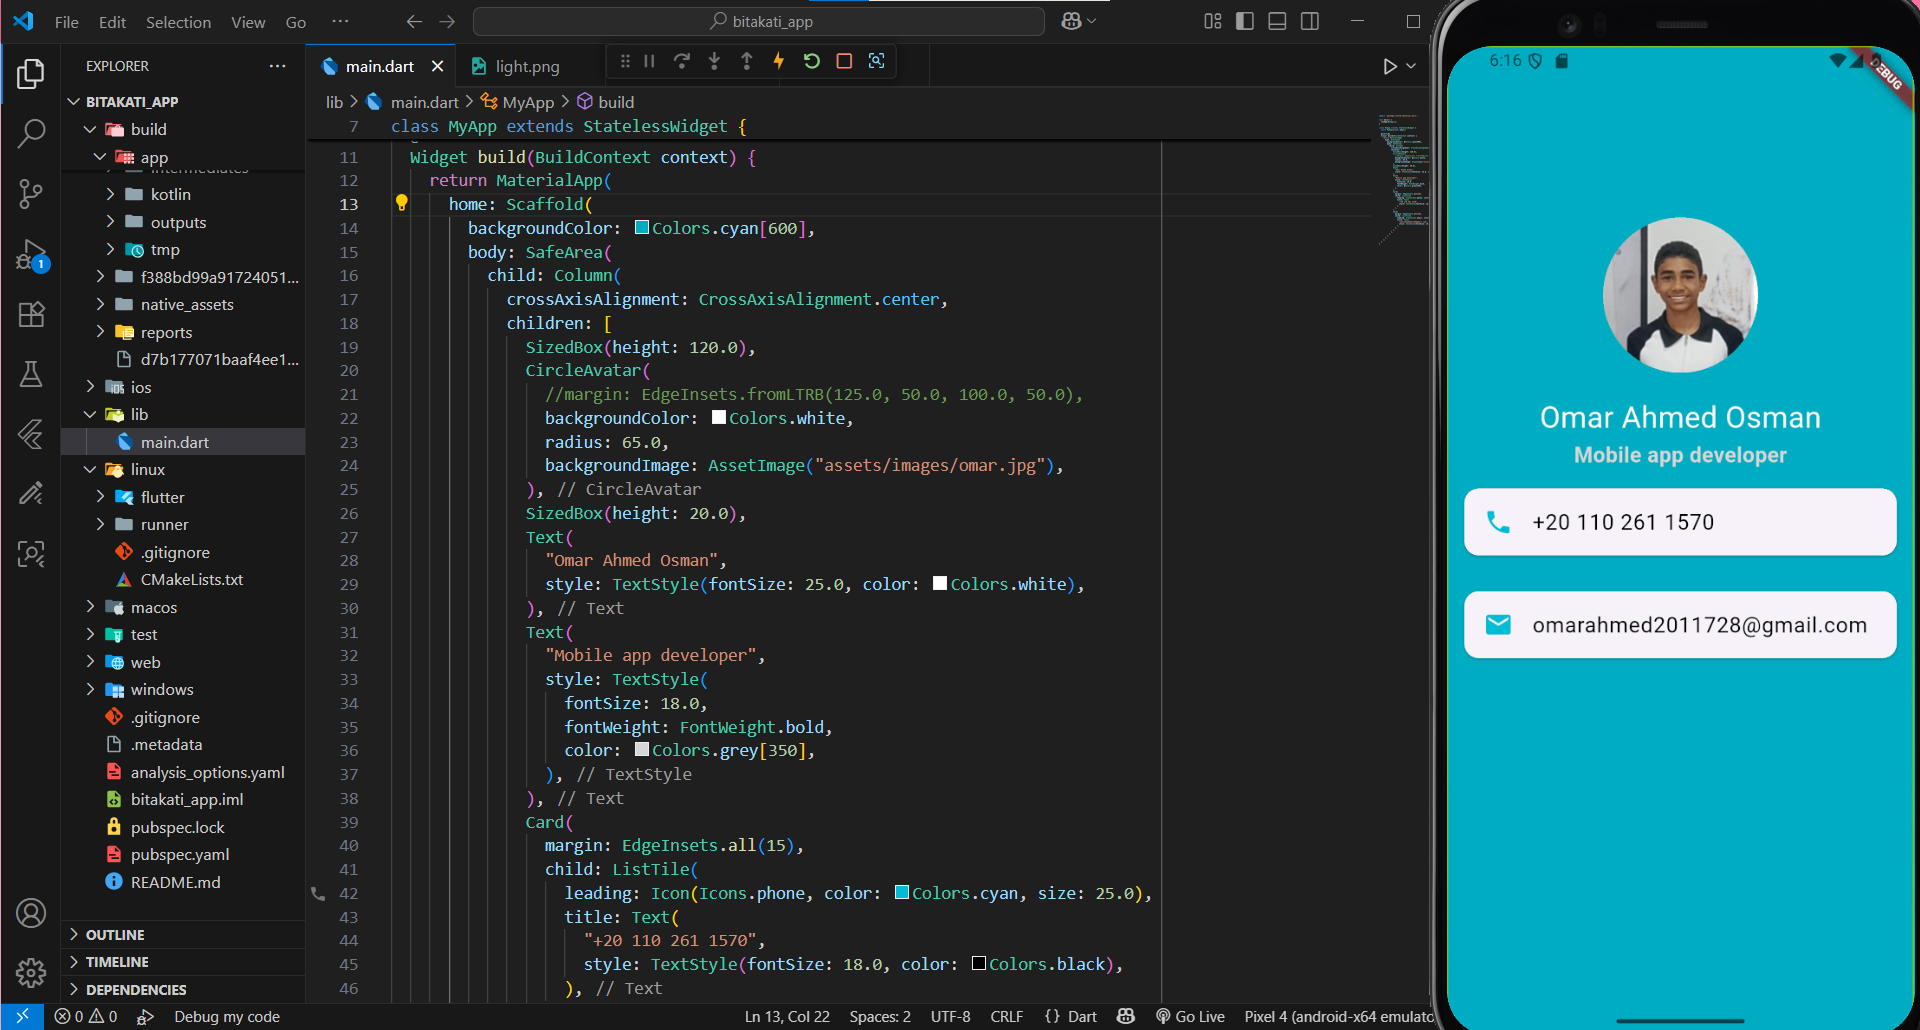 File Edit Selection View Go ···
bitakati_app
EXPLORER ···
main.dart
light.png
lib > main.dart > MyApp > build
BITAKATI_APP
build
app
intermediates
kotlin
outputs
tmp
f388bd99a91724051...
native_assets
reports
d7b177071baaf4ee1...
ios
lib
main.dart
linux
flutter
runner
.gitignore
CMakeLists.txt
macos
test
web
windows
.gitignore
.metadata
analysis_options.yaml
bitakati_app.iml
pubspec.lock
pubspec.yaml
README.md
OUTLINE
TIMELINE
DEPENDENCIES
1
7 class MyApp extends StatelessWidget {
11 Widget build(BuildContext context) {
12 return MaterialApp(
13 home: Scaffold(
14 backgroundColor: Colors.cyan[600],
15 body: SafeArea(
16 child: Column(
17 crossAxisAlignment: CrossAxisAlignment.center,
18 children: [
19 SizedBox(height: 120.0),
20 CircleAvatar(
21 //margin: EdgeInsets.fromLTRB(125.0, 50.0, 100.0, 50.0),
22 backgroundColor: Colors.white,
23 radius: 65.0,
24 backgroundImage: AssetImage("assets/images/omar.jpg"),
25 ), // CircleAvatar
26 SizedBox(height: 20.0),
27 Text(
28 "Omar Ahmed Osman",
29 style: TextStyle(fontSize: 25.0, color: Colors.white),
30 ), // Text
31 Text(
32 "Mobile app developer",
33 style: TextStyle(
34 fontSize: 18.0,
35 fontWeight: FontWeight.bold,
36 color: Colors.grey[350],
37 ), // TextStyle
38 ), // Text
39 Card(
40 margin: EdgeInsets.all(15),
41 child: ListTile(
42 leading: Icon(Icons.phone, color: Colors.cyan, size: 25.0),
43 title: Text(
44 "+20 110 261 1570",
45 style: TextStyle(fontSize: 18.0, color: Colors.black),
46 ), // Text
0 0 Debug my code
Ln 13, Col 22 Spaces: 2 UTF-8 CRLF {} Dart Go Live Pixel 4 (android-x64 emulato
6:16
DEBUG
Omar Ahmed Osman
Mobile app developer
+20 110 261 1570
omarahmed2011728@gmail.com